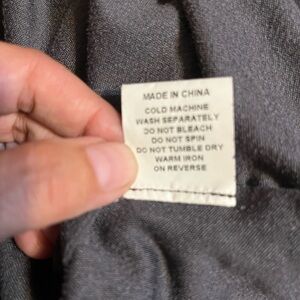 MADE IN CHINA
COLD MACHINE
WASH SEPARATELY
DO NOT BLEACH
DO NOT SPIN
DO NOT TUMBLE DRY
WARM IRON
ON REVERSE